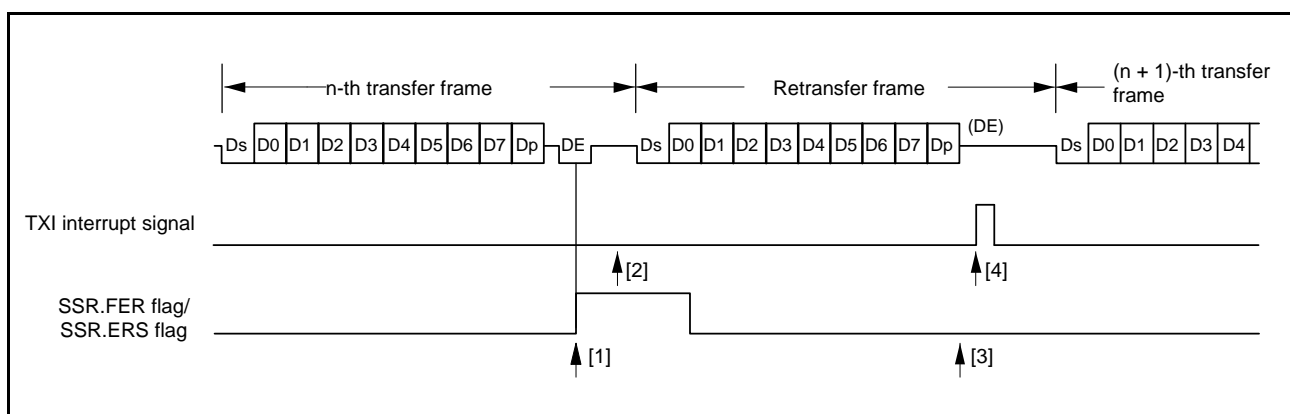 n-th transfer frame
Retransfer frame
(n + 1)-th transfer
frame
(DE)
Ds D0 D1 D2 D3 D4 D5 D6 D7 Dp DE Ds D0 D1 D2 D3 D4 D5 D6 D7 Dp Ds D0 D1 D2 D3 D4
TXI interrupt signal
[2]
[4]
SSR.FER flag/
SSR.ERS flag
[1]
[3]